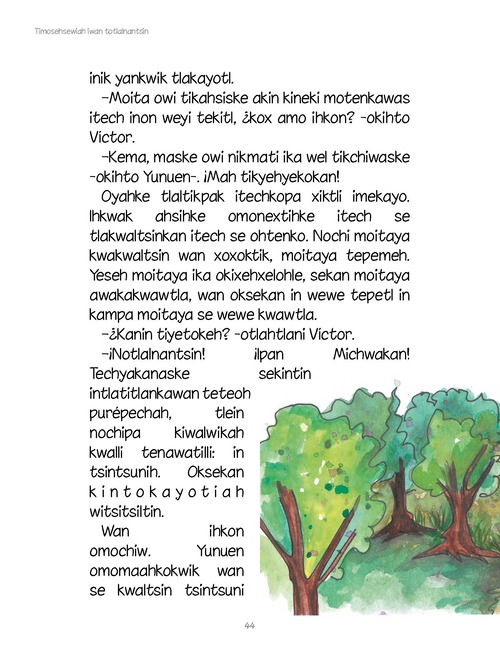 Timosehsewiah iwan totlalnantsin
inik yankwik tlakayotl.
–Moita owi tikahsiske akin kineki motenkawas
itech inon weyi tekitl, ¿kox amo ihkon? -okihto
Victor.
–Kema, maske owi nikmati ika wel tikchiwaske
-okihto Yunuen-. ¡Mah tikyehyekokan!
Oyahke tlaltikpak itechkopa xiktli imekayo.
Ihkwak ahsihke omonextihke itech se
tlakwaltsinkan itech se ohtenko. Nochi moitaya
kwakwaltsin wan xoxoktik, moitaya tepemeh.
Yeseh moitaya ika okixehxelohle, sekan moitaya
awakakwawtla, wan oksekan in wewe tepetl in
kampa moitaya se wewe kwawtla.
–¿Kanin tiyetokeh? -otlahtlani Victor.
–¡Notlalnantsin! ¡Ipan Michwakan!
Techyakanaske sekintin
intlatitlankawan teteoh
purépechah, tlein
nochipa kiwalwikah
kwalli tenawatilli: in
tsintsunih. Oksekan
kintokayotiah
witsitsiltin.
Wan ihkon
omochiw. Yunuen
omomaahkokwik wan
se kwaltsin tsintsuni
44